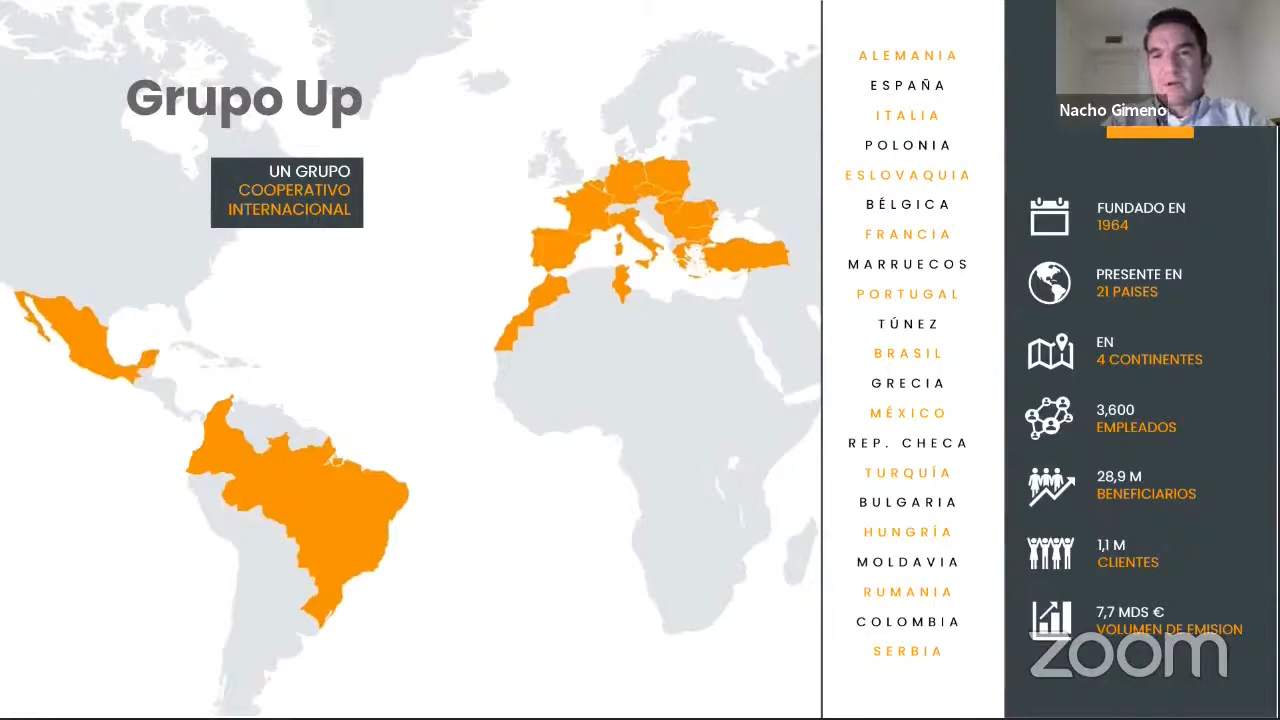 Grupo Up
UN GRUPO
COOPERATIVO
INTERNACIONAL
ALEMANIA
ESPAÑA
ITALIA
POLONIA
ESLOVAQUIA
BÉLGICA
FRANCIA
MARRUECOS
PORTUGAL
TÚNEZ
BRASIL
GRECIA
MÉXICO
REP. CHECA
TURQUÍA
BULGARIA
HUNGRÍA
MOLDAVIA
RUMANIA
COLOMBIA
SERBIA
Nacho Gimeno
FUNDADO EN
1964
PRESENTE EN
21 PAISES
EN
4 CONTINENTES
3,600
EMPLEADOS
28,9 M
BENEFICIARIOS
1,1 M
CLIENTES
7,7 MDS €
VOLUMEN DE EMISION
zoom